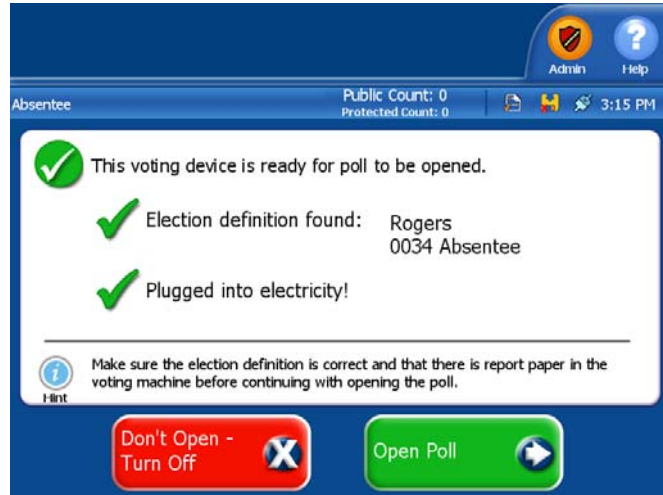 Admin Help
Absentee
Public Count: 0
Protected Count: 0
3:15 PM
This voting device is ready for poll to be opened.
Election definition found: Rogers
0034 Absentee
Plugged into electricity!
Make sure the election definition is correct and that there is report paper in the
voting machine before continuing with opening the poll.
Hint
Don't Open -
Turn Off
Open Poll